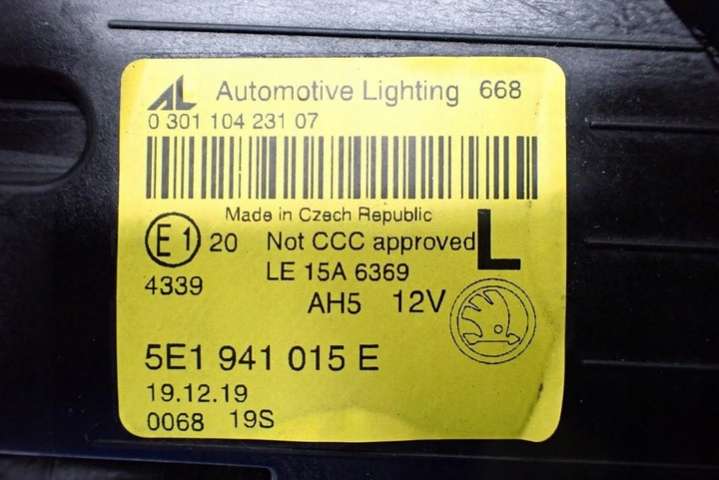 AL Automotive Lighting 668
0 301 104 231 07
Made in Czech Republic
E1 20 Not CCC approved L
4339 LE 15A 6369
AH5 12V
5E1 941 015 E
19.12.19
0068 19S